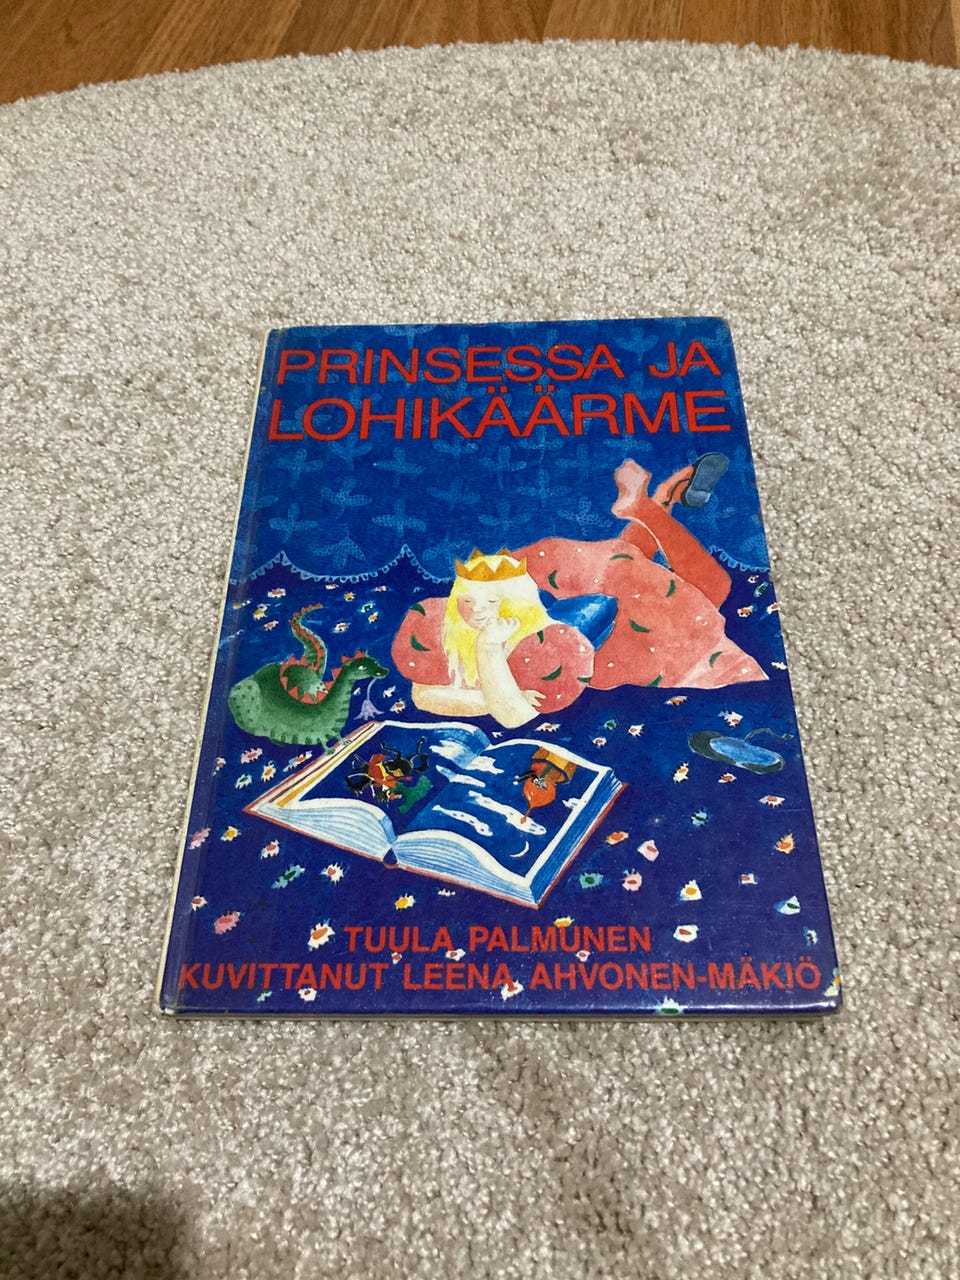 PRINSESSA JA
LOHIKÄÄRME
TUULA PALMUNEN
KUVITTANUT LEENA AHVONEN-MÄKIÖ